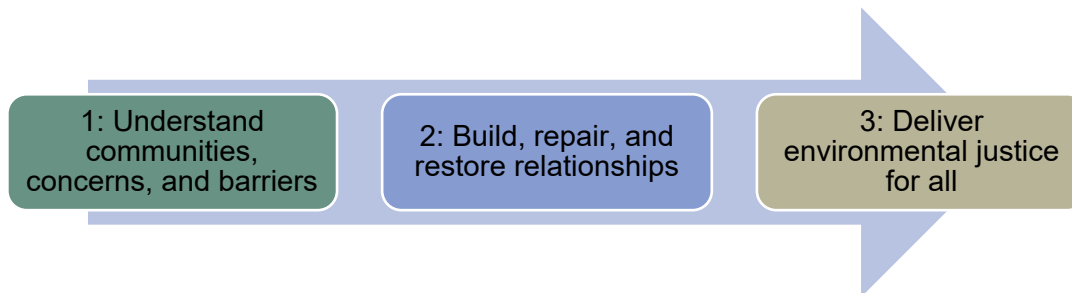 1: Understand
communities,
concerns, and barriers
2: Build, repair, and
restore relationships
3: Deliver
environmental justice
for all